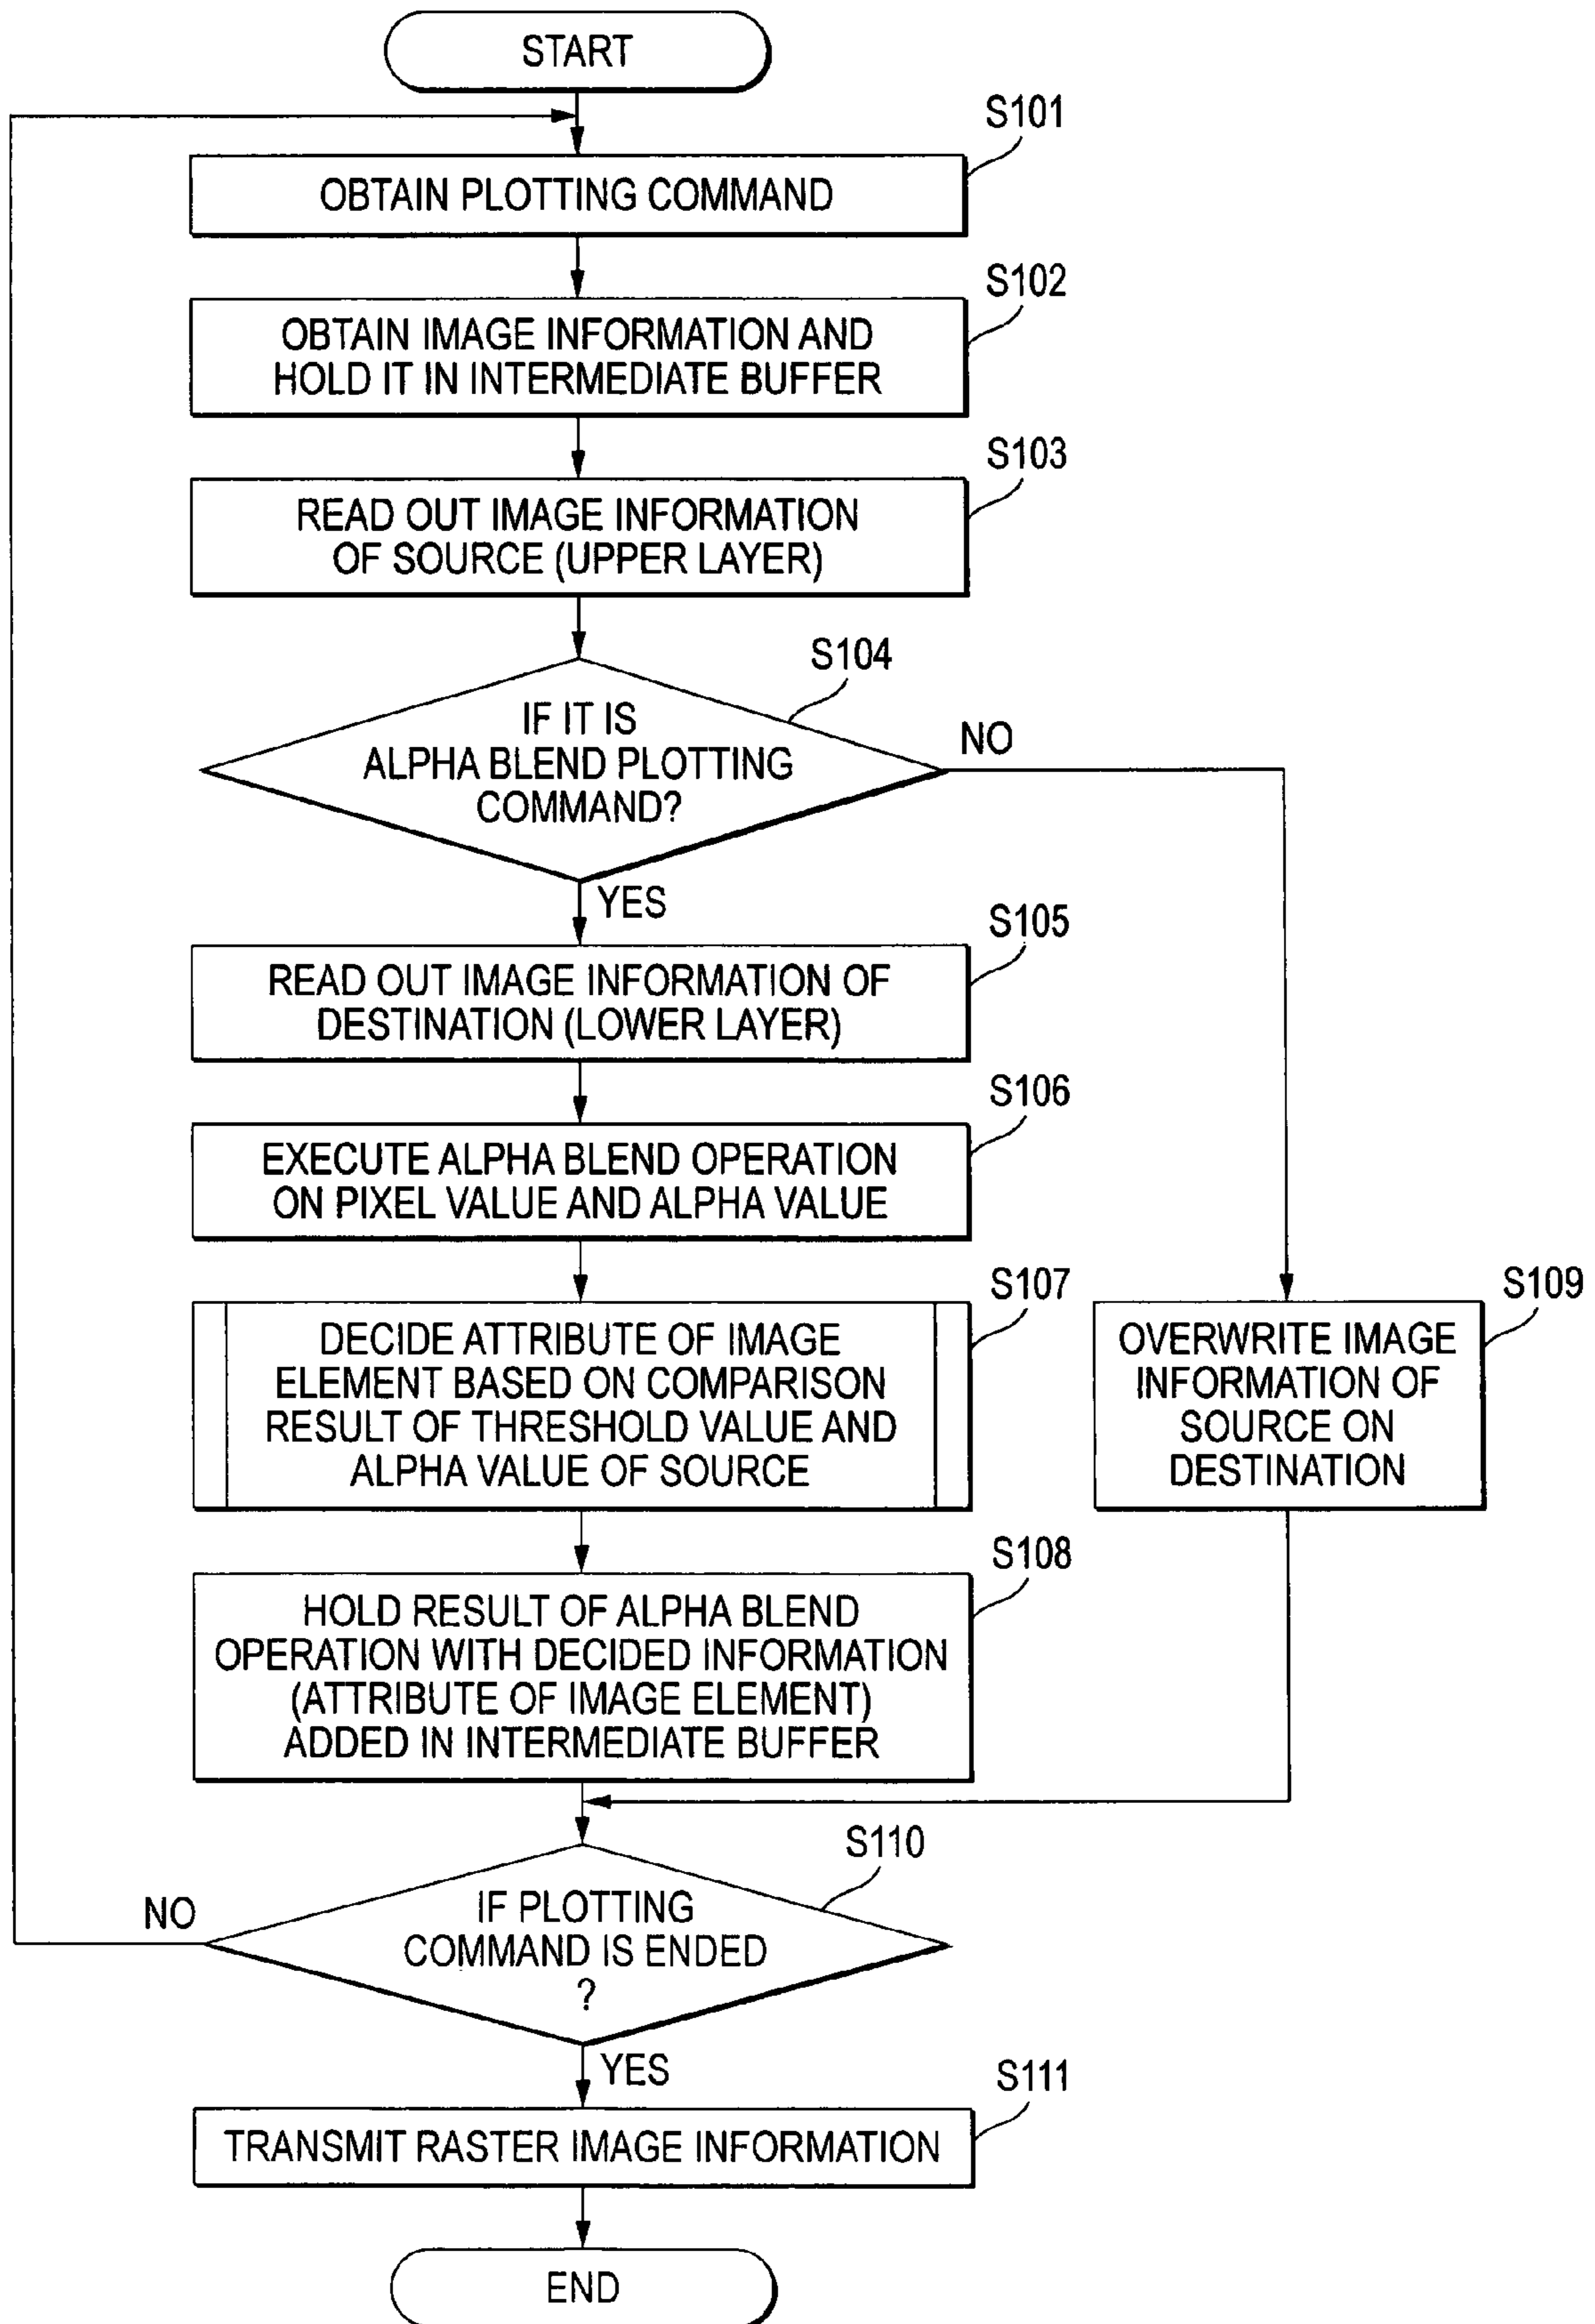 START
S101
OBTAIN PLOTTING COMMAND
S102
OBTAIN IMAGE INFORMATION AND
HOLD IT IN INTERMEDIATE BUFFER
S103
READ OUT IMAGE INFORMATION
OF SOURCE (UPPER LAYER)
S104
IF IT IS
ALPHA BLEND PLOTTING
COMMAND?
NO
YES
S105
READ OUT IMAGE INFORMATION OF
DESTINATION (LOWER LAYER)
S106
EXECUTE ALPHA BLEND OPERATION
ON PIXEL VALUE AND ALPHA VALUE
S107
DECIDE ATTRIBUTE OF IMAGE
ELEMENT BASED ON COMPARISON
RESULT OF THRESHOLD VALUE AND
ALPHA VALUE OF SOURCE
S109
OVERWRITE IMAGE
INFORMATION OF
SOURCE ON
DESTINATION
S108
HOLD RESULT OF ALPHA BLEND
OPERATION WITH DECIDED INFORMATION
(ATTRIBUTE OF IMAGE ELEMENT)
ADDED IN INTERMEDIATE BUFFER
S110
IF PLOTTING
COMMAND IS ENDED
?
NO
YES
S111
TRANSMIT RASTER IMAGE INFORMATION
END